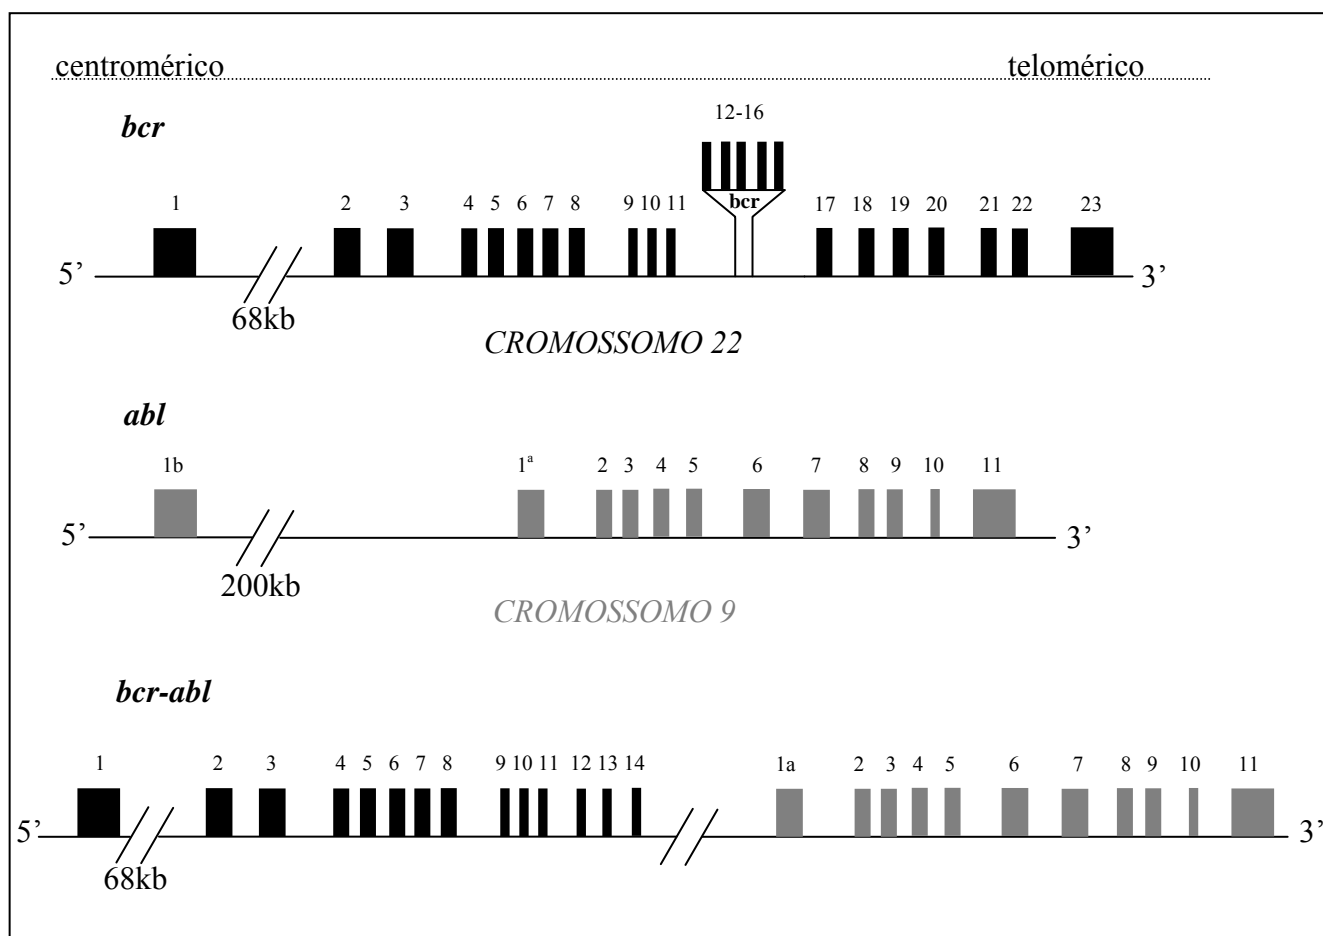 centromérico telomérico
bcr
12-16
bcr
1 2 3 4 5 6 7 8 9 10 11 17 18 19 20 21 22 23
5’ 3’
68kb
CROMOSSOMO 22
abl
1b 1ª 2 3 4 5 6 7 8 9 10 11
5’ 3’
200kb
CROMOSSOMO 9
bcr-abl
1 2 3 4 5 6 7 8 9 10 11 12 13 14 1a 2 3 4 5 6 7 8 9 10 11
5’ 3’
68kb